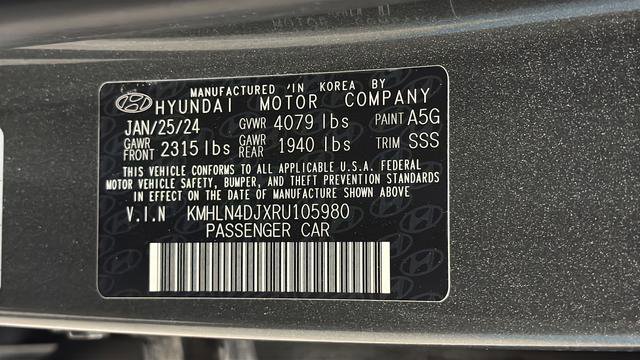 MANUFACTURED IN KOREA BY
HYUNDAI MOTOR COMPANY
JAN/25/24 GVWR 4079 lbs PAINT A5G
GAWR FRONT 2315 lbs GAWR REAR 1940 lbs TRIM SSS
THIS VEHICLE CONFORMS TO ALL APPLICABLE U.S.A. FEDERAL
MOTOR VEHICLE SAFETY, BUMPER, AND THEFT PREVENTION STANDARDS
IN EFFECT ON THE DATE OF MANUFACTURE SHOWN ABOVE
V.I.N KMHLN4DJXRU105980
PASSENGER CAR